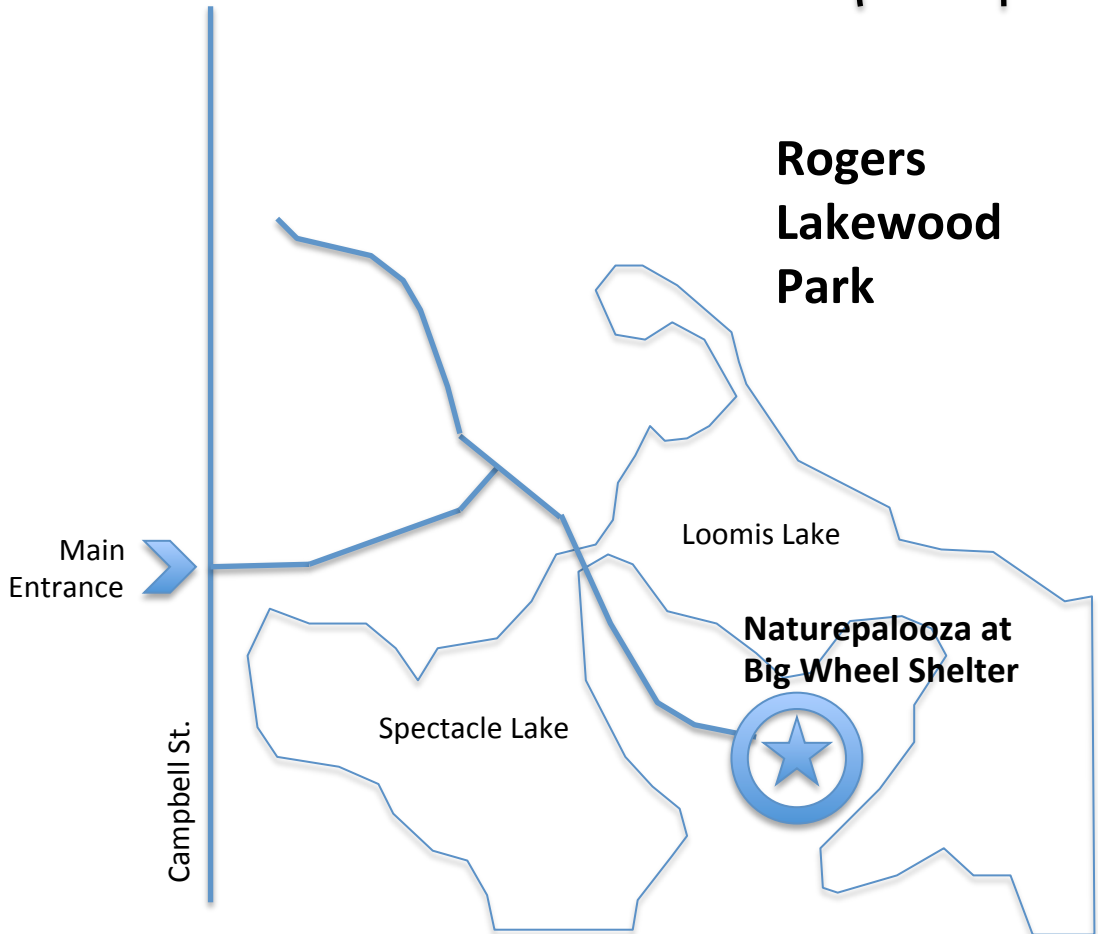 Rogers
Lakewood
Park
Loomis Lake
Main
Entrance
Naturepalooza at
Big Wheel Shelter
Spectacle Lake
Campbell St.